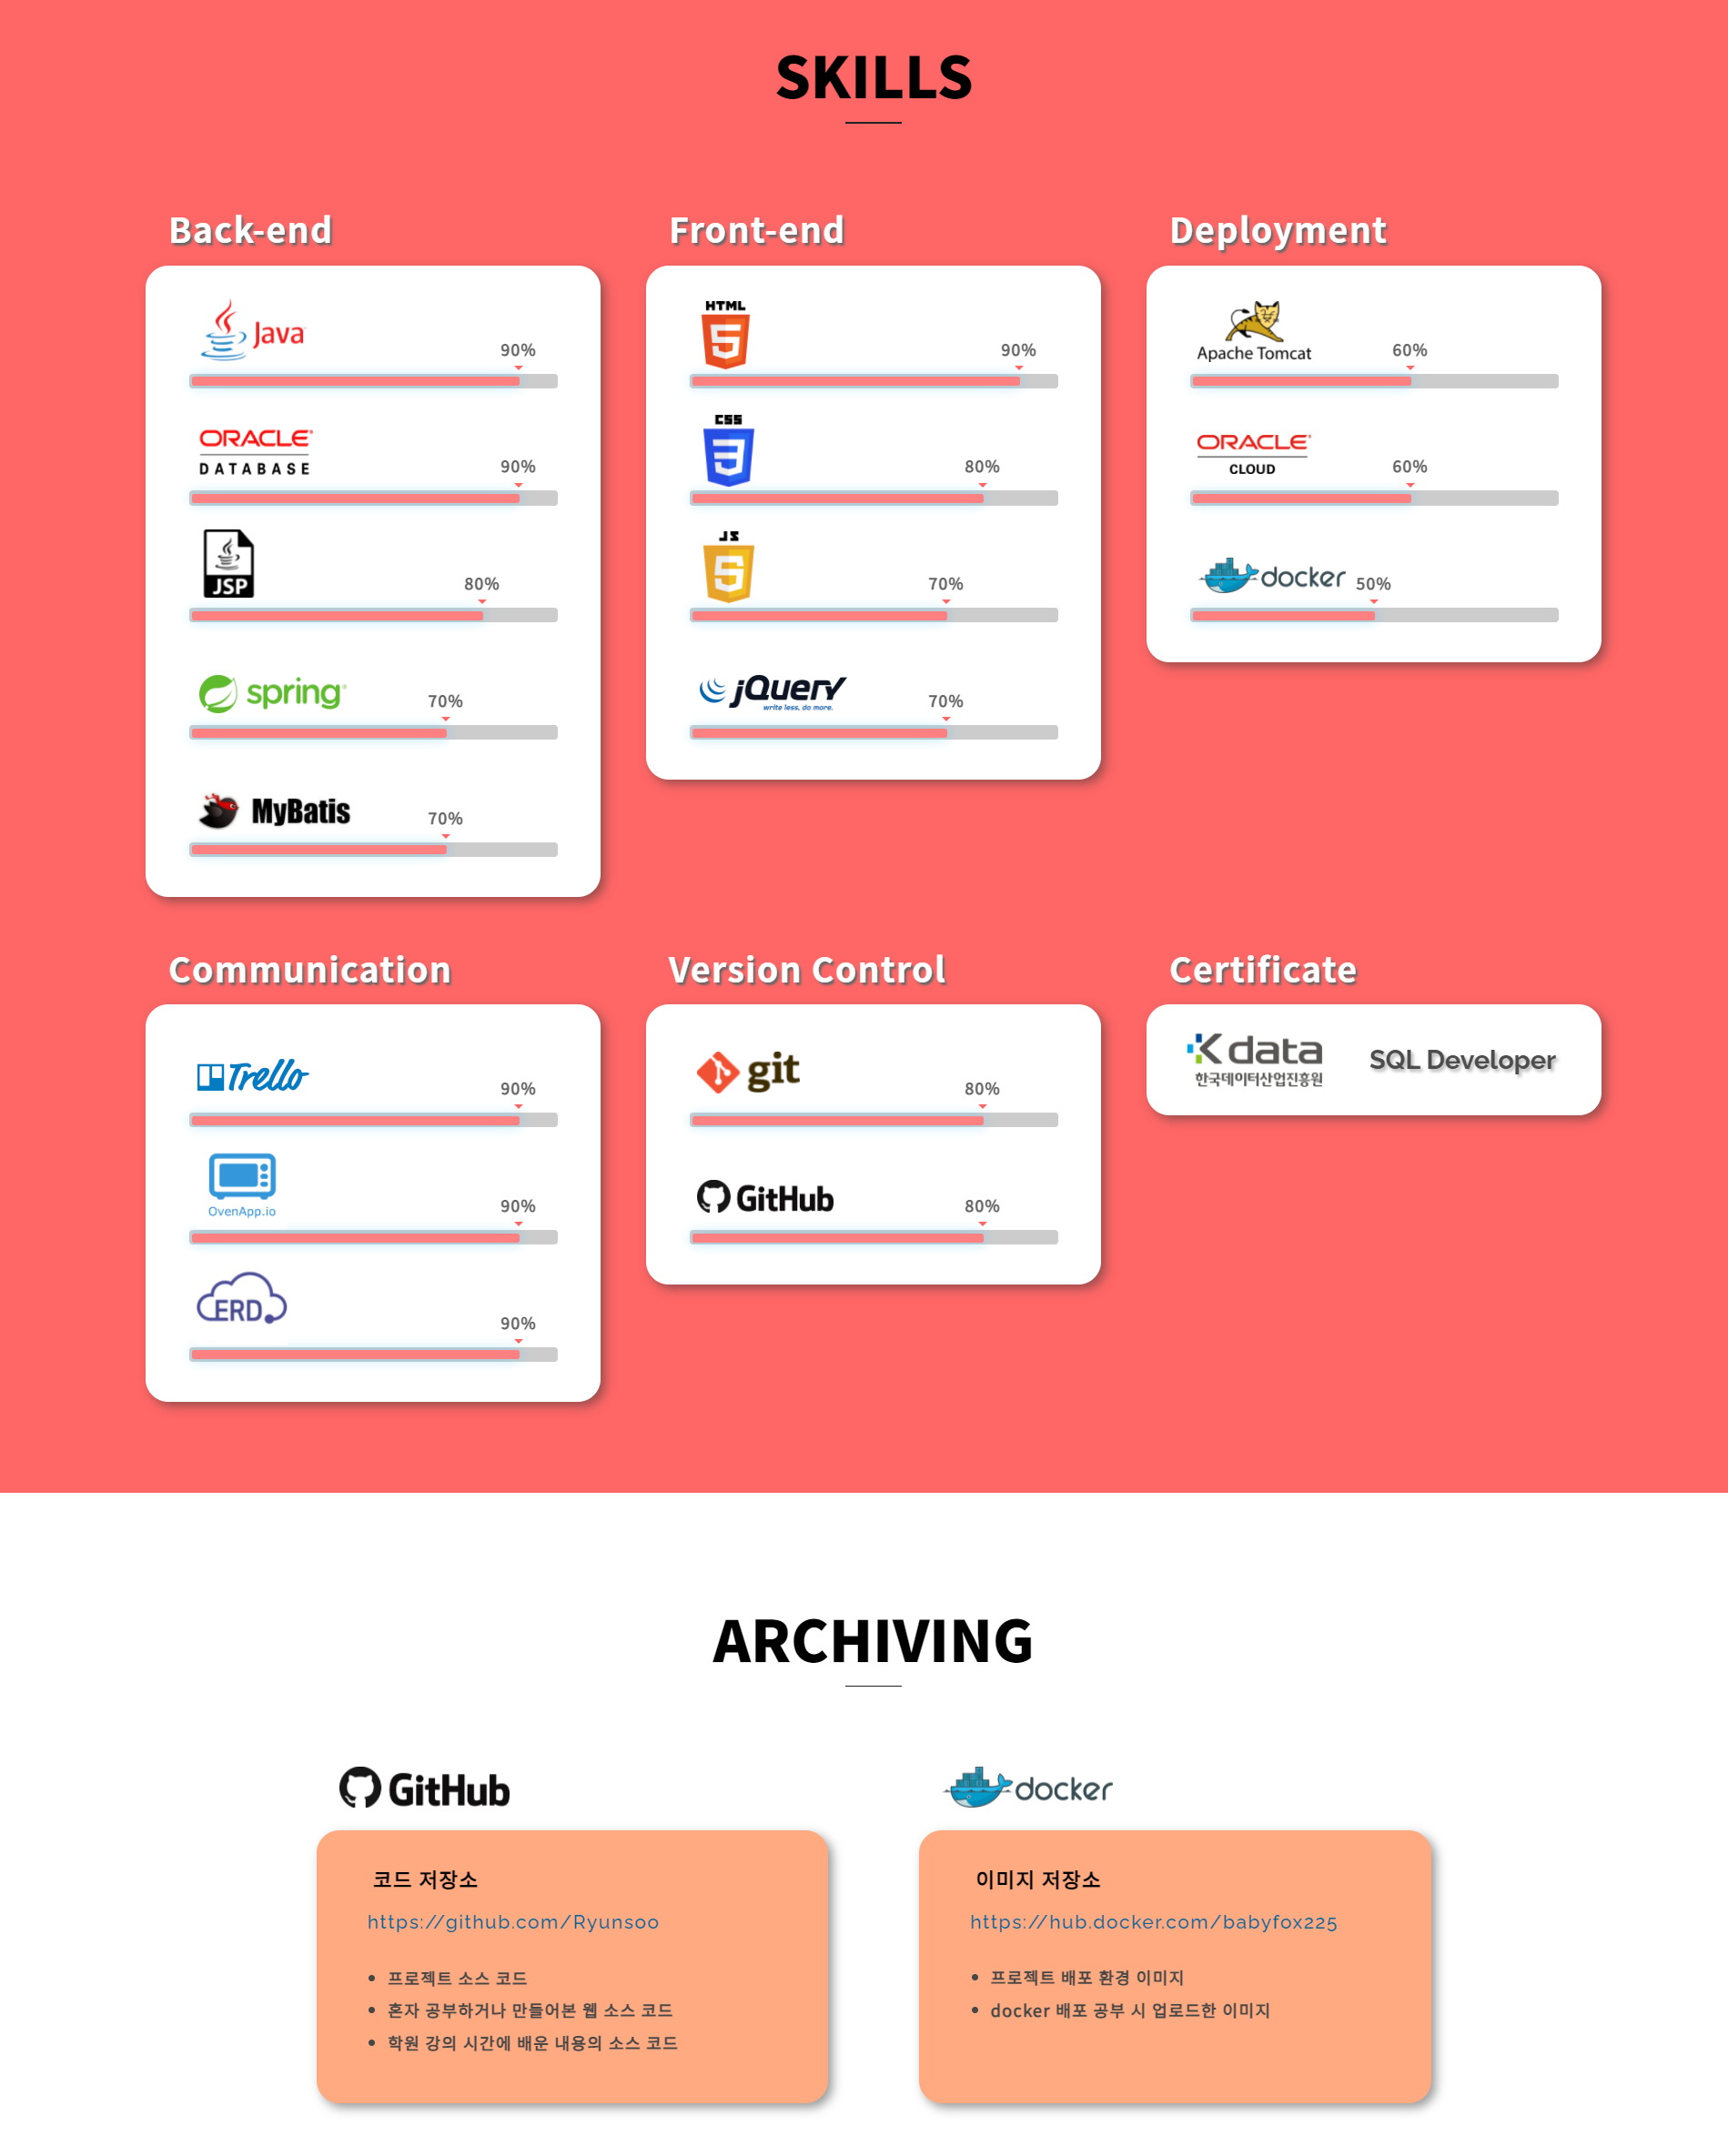 SKILLS
Back-end
Java
90%
ORACLE
DATABASE
90%
JSP
80%
spring
70%
MyBatis
70%
Front-end
HTML
5
90%
CSS
3
80%
JS
5
70%
jQuery
write less, do more.
70%
Deployment
Apache Tomcat
60%
ORACLE
CLOUD
60%
docker
50%
Communication
Trello
90%
OvenApp.io
90%
ERD
90%
Version Control
git
80%
GitHub
80%
Certificate
Kdata
한국데이터산업진흥원
SQL Developer
ARCHIVING
GitHub
코드 저장소
https://github.com/Ryunsoo
• 프로젝트 소스 코드
• 혼자 공부하거나 만들어본 웹 소스 코드
• 학원 강의 시간에 배운 내용의 소스 코드
docker
이미지 저장소
https://hub.docker.com/babyfox225
• 프로젝트 배포 환경 이미지
• docker 배포 공부 시 업로드한 이미지